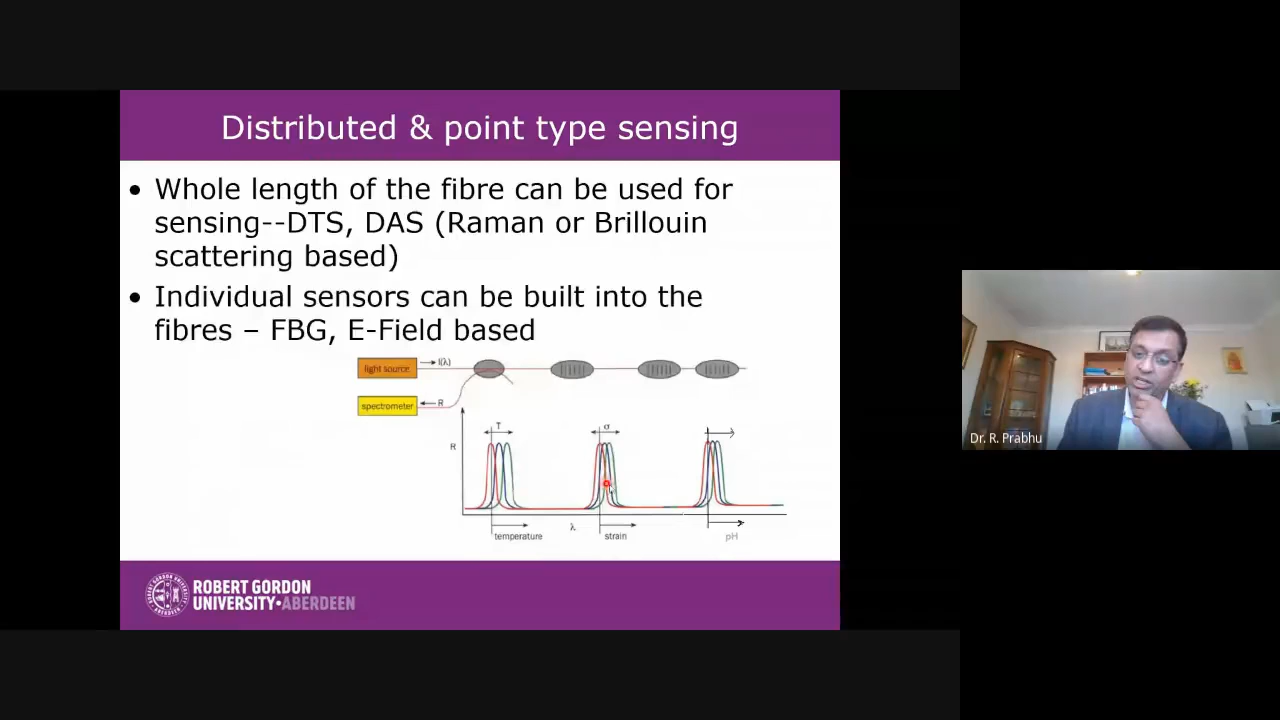 Distributed & point type sensing
• Whole length of the fibre can be used for
sensing--DTS, DAS (Raman or Brillouin
scattering based)
• Individual sensors can be built into the
fibres – FBG, E-Field based
light source
I(λ)
spectrometer
R
R
T
σ
λ
temperature
strain
pH
ROBERT GORDON
UNIVERSITY•ABERDEEN
Dr. R. Prabhu